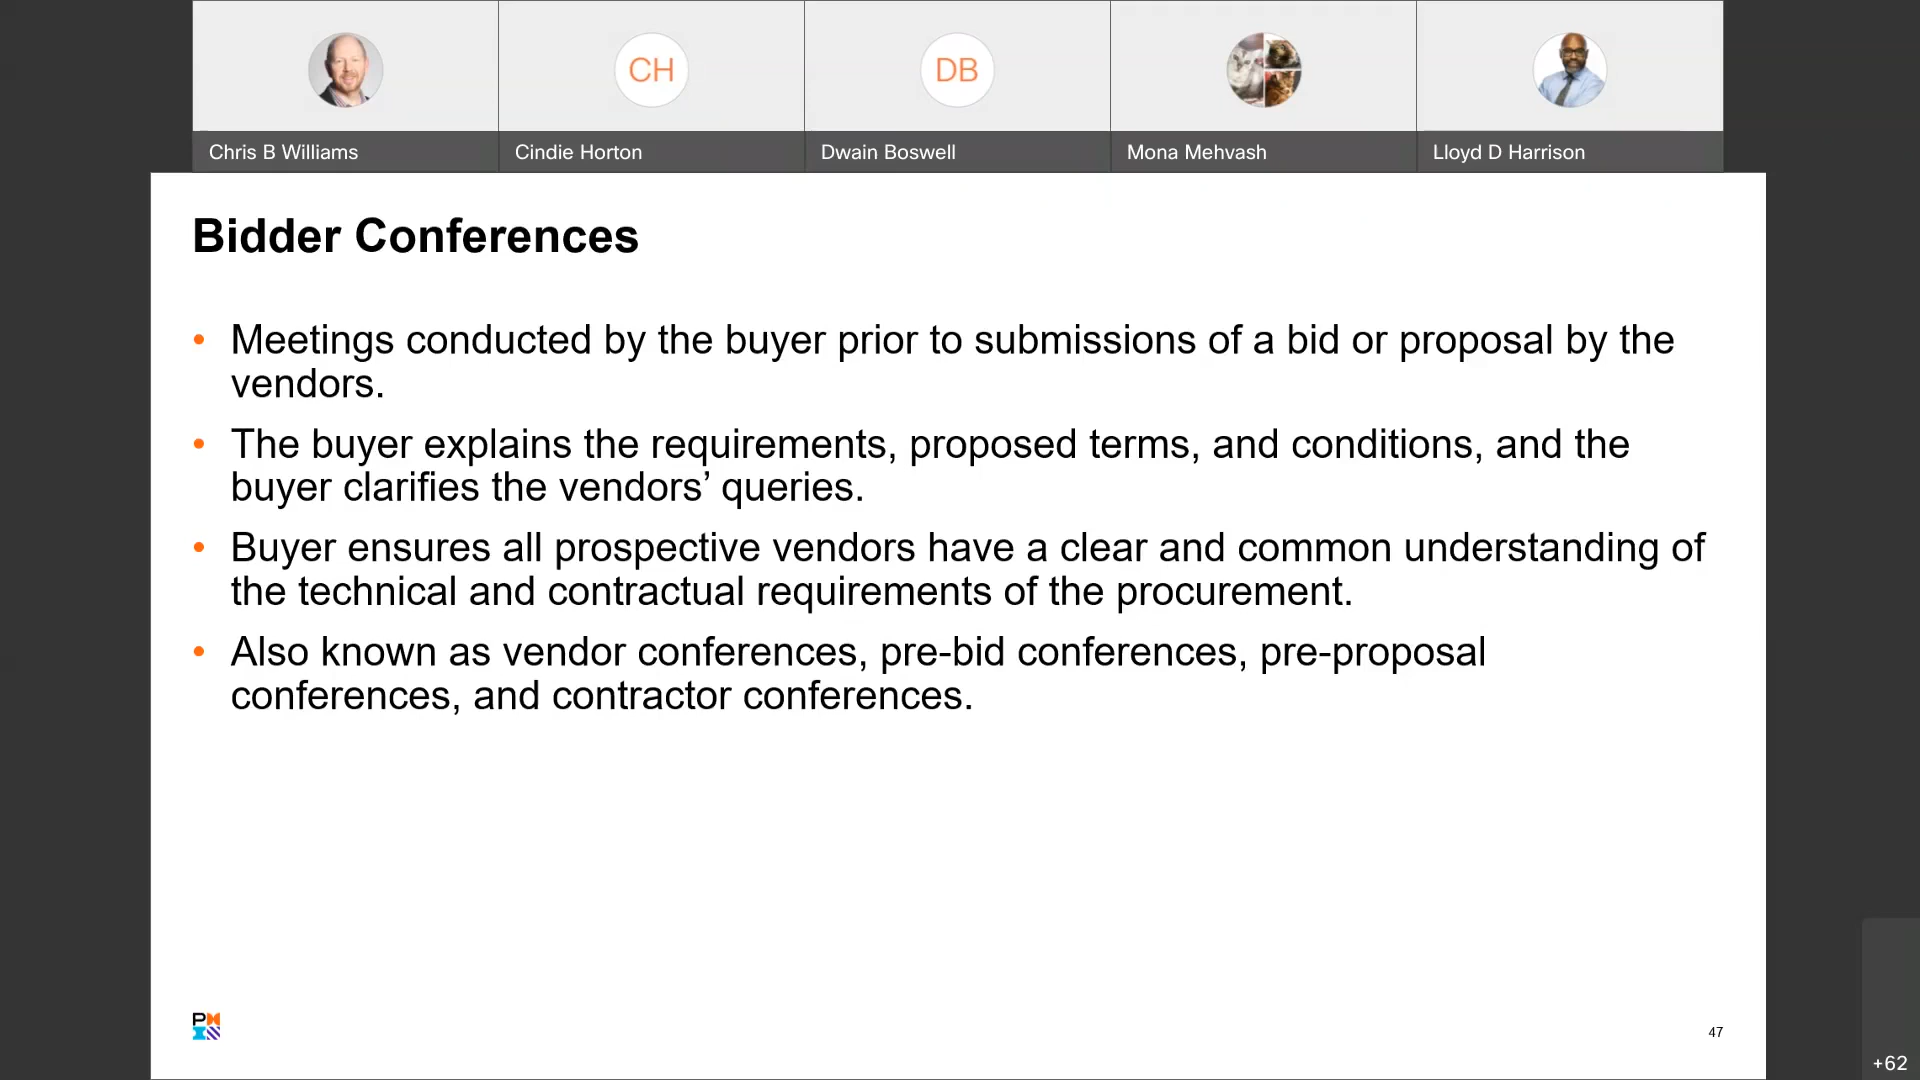 CH
DB
Chris B Williams
Cindie Horton
Dwain Boswell
Mona Mehvash
Lloyd D Harrison
Bidder Conferences
• Meetings conducted by the buyer prior to submissions of a bid or proposal by the
vendors.
• The buyer explains the requirements, proposed terms, and conditions, and the
buyer clarifies the vendors’ queries.
• Buyer ensures all prospective vendors have a clear and common understanding of
the technical and contractual requirements of the procurement.
• Also known as vendor conferences, pre-bid conferences, pre-proposal
conferences, and contractor conferences.
47
+62